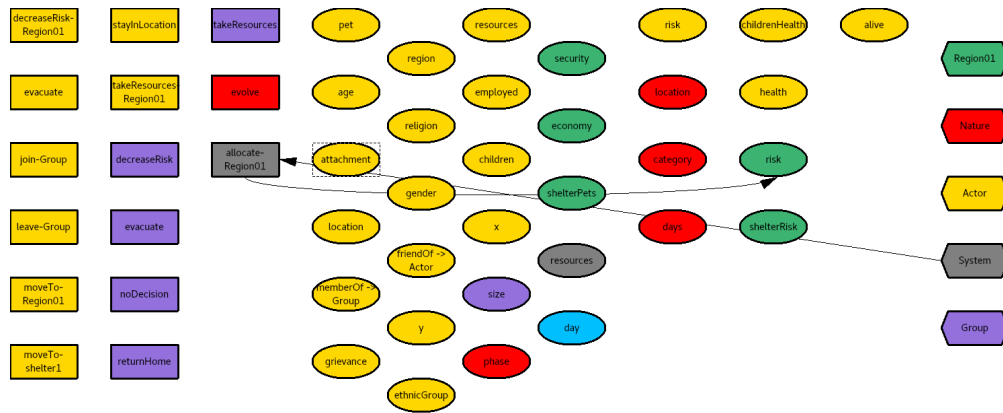 decreaseRisk-
Region01
stayInLocation
takeResources
pet
resources
risk
childrenHealth
alive
region
security
Region01
evacuate
takeResources-
Region01
evolve
age
employed
location
health
religion
economy
Nature
join-Group
decreaseRisk
allocate-
Region01
attachment
children
category
risk
gender
shelterPets
Actor
leave-Group
evacuate
location
x
days
shelterRisk
friendOf ->
Actor
resources
System
moveTo-
Region01
noDecision
memberOf ->
Group
size
y
day
Group
moveTo-
shelter1
returnHome
grievance
phase
ethnicGroup